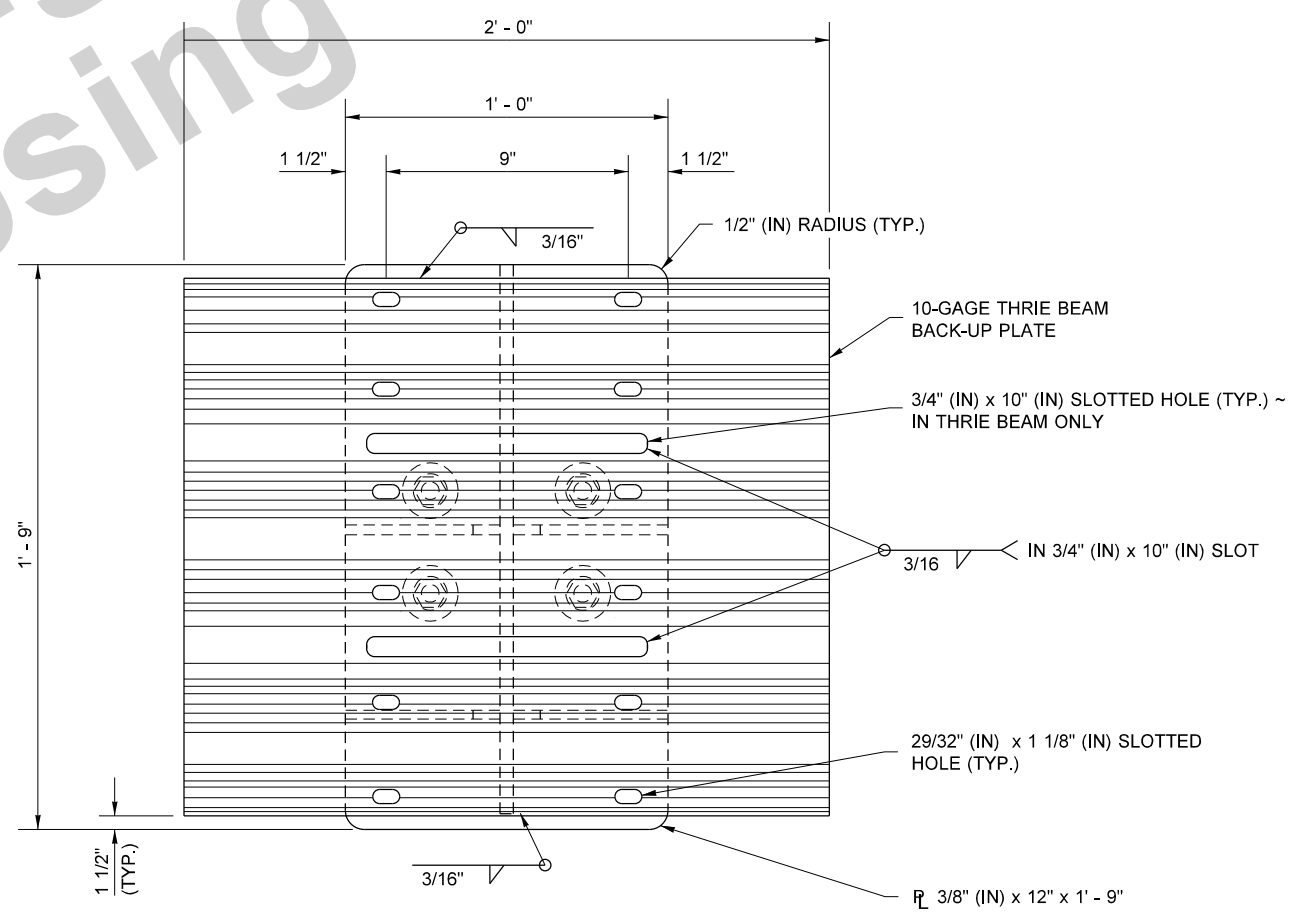 sing
2' - 0"
1' - 0"
1 1/2"
9"
1 1/2"
3/16"
1/2" (IN) RADIUS (TYP.)
10-GAGE THRIE BEAM
BACK-UP PLATE
3/4" (IN) x 10" (IN) SLOTTED HOLE (TYP.) ~
IN THRIE BEAM ONLY
1' - 9"
3/16
IN 3/4" (IN) x 10" (IN) SLOT
29/32" (IN) x 1 1/8" (IN) SLOTTED
HOLE (TYP.)
1 1/2"
(TYP.)
3/16"
PL 3/8" (IN) x 12" x 1' - 9"